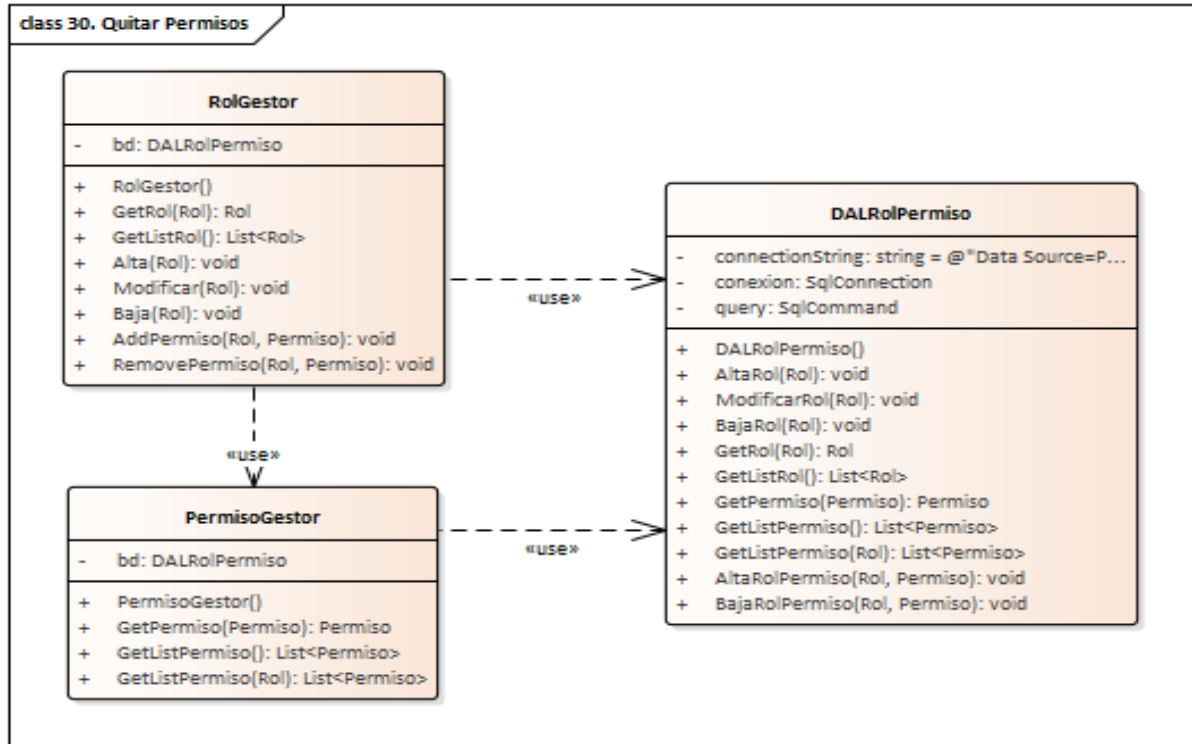 class 30. Quitar Permisos
RolGestor
- bd: DALRolPermiso
+ RolGestor()
+ GetRol(Rol): Rol
+ GetListRol(): List<Rol>
+ Alta(Rol): void
+ Modificar(Rol): void
+ Baja(Rol): void
+ AddPermiso(Rol, Permiso): void
+ RemovePermiso(Rol, Permiso): void
«use»
DALRolPermiso
- connectionString: string = @"Data Source=P...
- conexion: SqlConnection
- query: SqlCommand
+ DALRolPermiso()
+ AltaRol(Rol): void
+ ModificarRol(Rol): void
+ BajaRol(Rol): void
+ GetRol(Rol): Rol
+ GetListRol(): List<Rol>
+ GetPermiso(Permiso): Permiso
+ GetListPermiso(): List<Permiso>
+ GetListPermiso(Rol): List<Permiso>
+ AltaRolPermiso(Rol, Permiso): void
+ BajaRolPermiso(Rol, Permiso): void
«use»
PermisoGestor
- bd: DALRolPermiso
+ PermisoGestor()
+ GetPermiso(Permiso): Permiso
+ GetListPermiso(): List<Permiso>
+ GetListPermiso(Rol): List<Permiso>
«use»